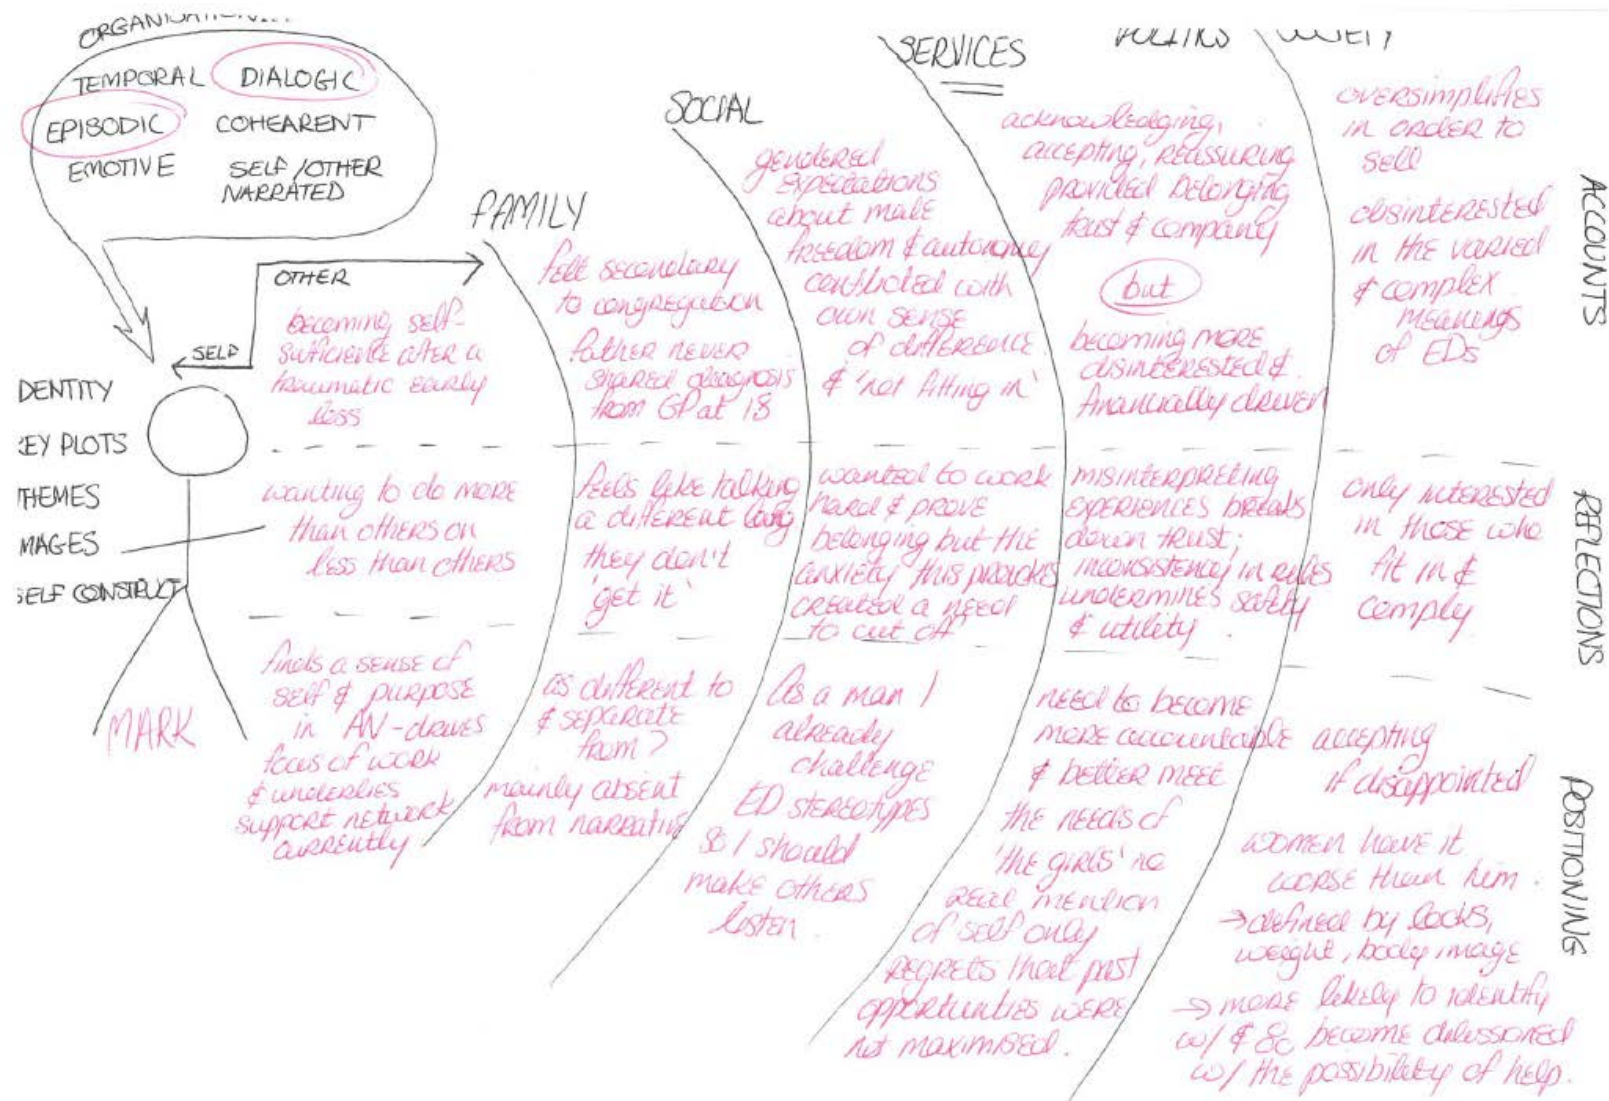 ORGANISATION...
TEMPORAL DIALOGIC
EPISODIC COHEARENT
EMOTIVE SELF/OTHER
NARRATED
OTHER
SELF
DENTITY
EY PLOTS
THEMES
MAGES
SELF CONSTRUCT
MARK
becoming self-
sufficient after a
traumatic early
loss
wanting to do more
than others on
less than others
finds a sense of
self & purpose
in AN-drives
focus of work
& underlies
support network
currently
FAMILY
felt secondary
to congregation
father never
shared diagnosis
from GP at 18
feels like talking
a different lang
they don't
'get it'
as different to
& separate
from?
mainly absent
from narrative
SOCIAL
gendered
expectations
about male
freedom & autonomy
conflicted with
own sense
of difference
& 'not fitting in'
wanted to work
hard & prove
belonging but the
anxiety this provokes
created a need
to cut off
As a man I
already
challenge
ED stereotypes
so I should
make others
listen.
SERVICES
POLITICS
SOCIETY
acknowledging,
accepting, reassuring
provided belonging
trust & company
but
becoming more
disinterested &
financially driven
misinterpreting
experiences breaks
down trust;
inconsistency in rules
undermines safety
& utility.
need to become
more accountable
& better meet
the needs of
'the girls' no
real mention
of self only
regrets that past
opportunities were
not maximised.
oversimplifies
in order to
sell
disinterested
in the varied
& complex
meanings
of EDs
only interested
in those who
fit in &
comply
accepting
if disappointed
women have it
worse than him.
→ defined by looks,
weight, body image
→ more likely to identify
w/ & so become disillusioned
w/ the possibility of help.
ACCOUNTS
REFLECTIONS
POSITIONING